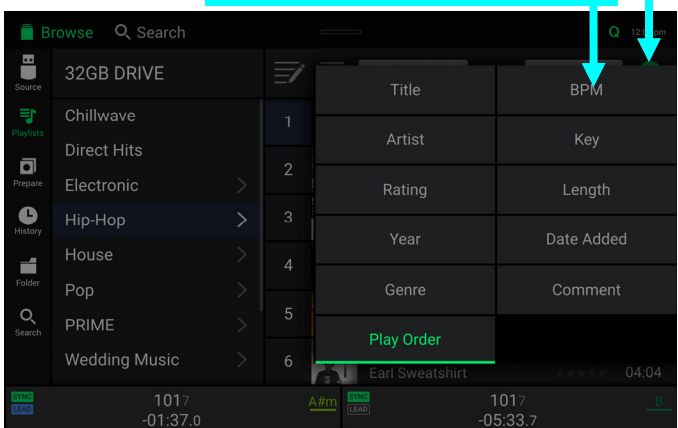 Browse
Search
Q
12:0 pm
Source
32GB DRIVE
Playlists
Prepare
History
Folder
Search
Chillwave
Direct Hits
Electronic
Hip-Hop
House
Pop
PRIME
Wedding Music
1
2
3
4
5
6
Title
BPM
Artist
Key
Rating
Length
Year
Date Added
Genre
Comment
Play Order
Earl Sweatshirt
04:04
SYNC
LEAD
1017
-01:37.0
A#m
SYNC
LEAD
1017
-05:33.7
B